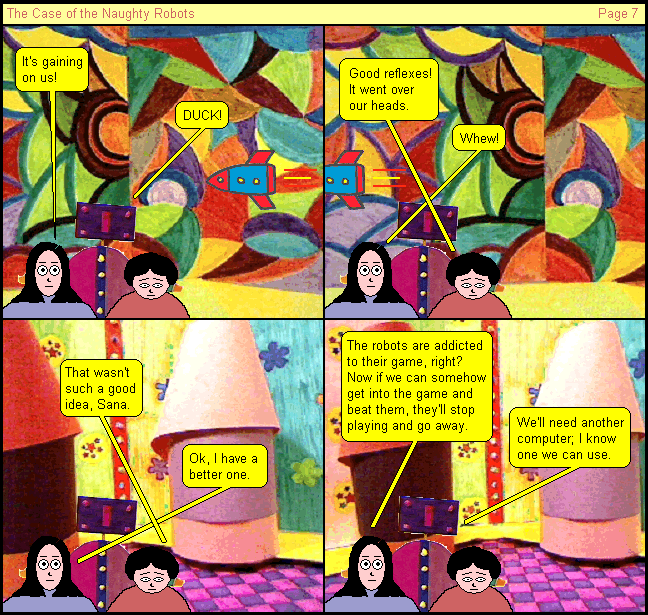 The Case of the Naughty Robots
Page 7
It's gaining
on us!
DUCK!
Good reflexes!
It went over
our heads.
Whew!
That wasn't
such a good
idea, Sana.
Ok, I have a
better one.
The robots are addicted
to their game, right?
Now if we can somehow
get into the game and
beat them, they'll stop
playing and go away.
We'll need another
computer; I know
one we can use.